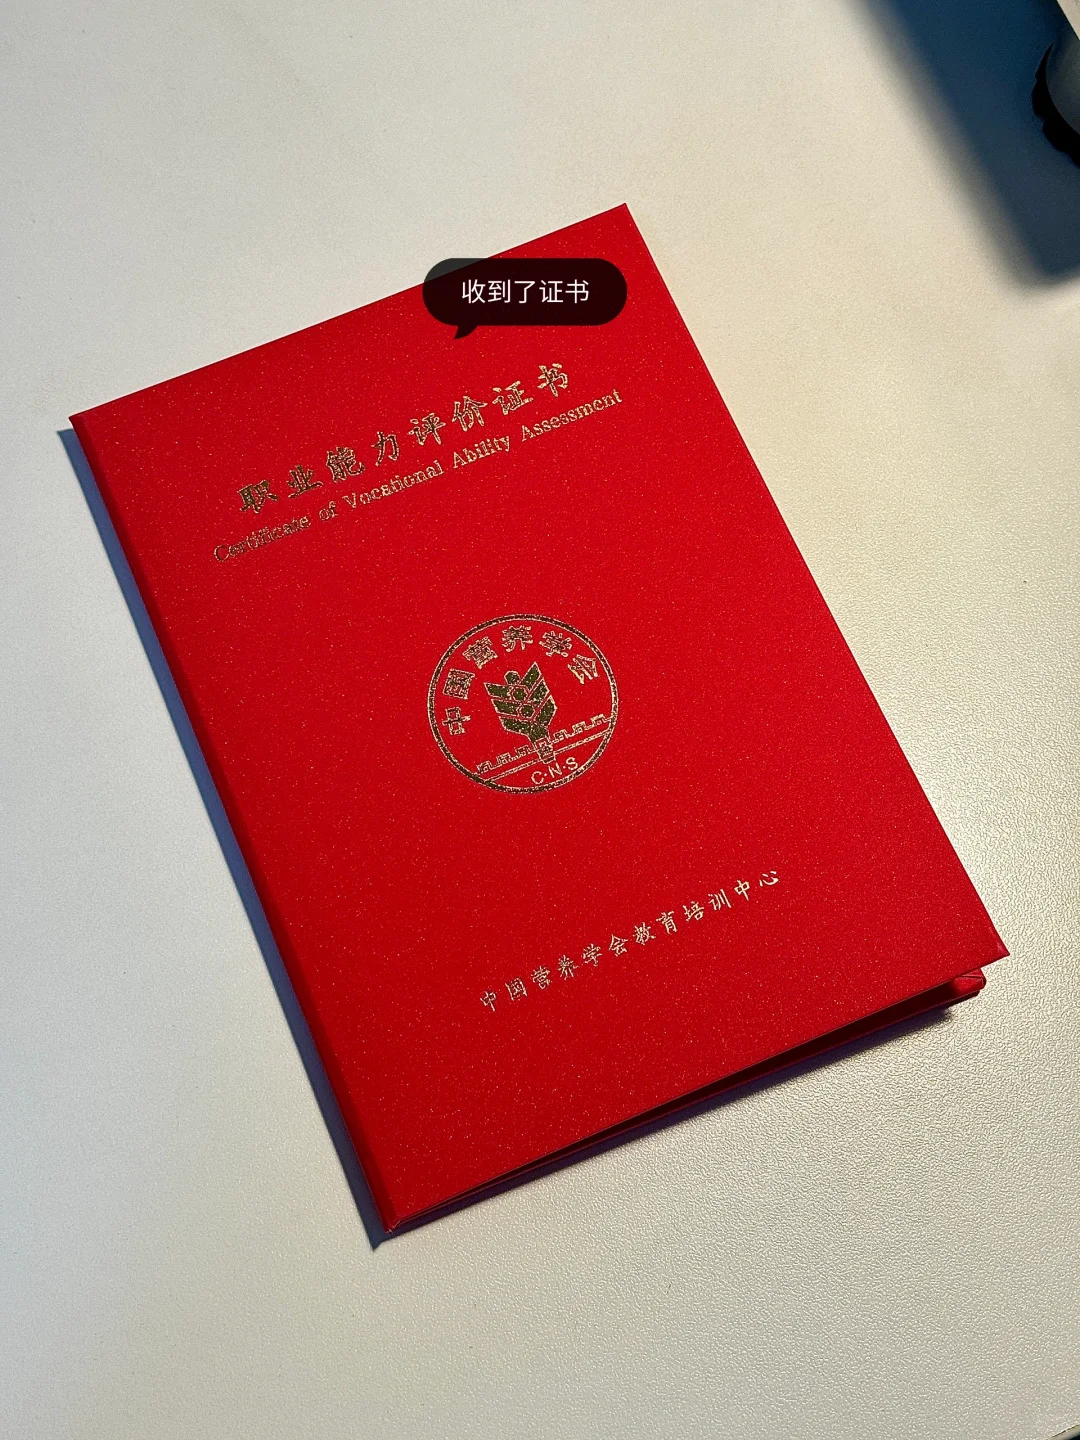 收到了证书
职业能力评价证书
Certificate of Vocational Ability Assessment
中国营养学会
C·N·S
中国营养学会教育培训中心